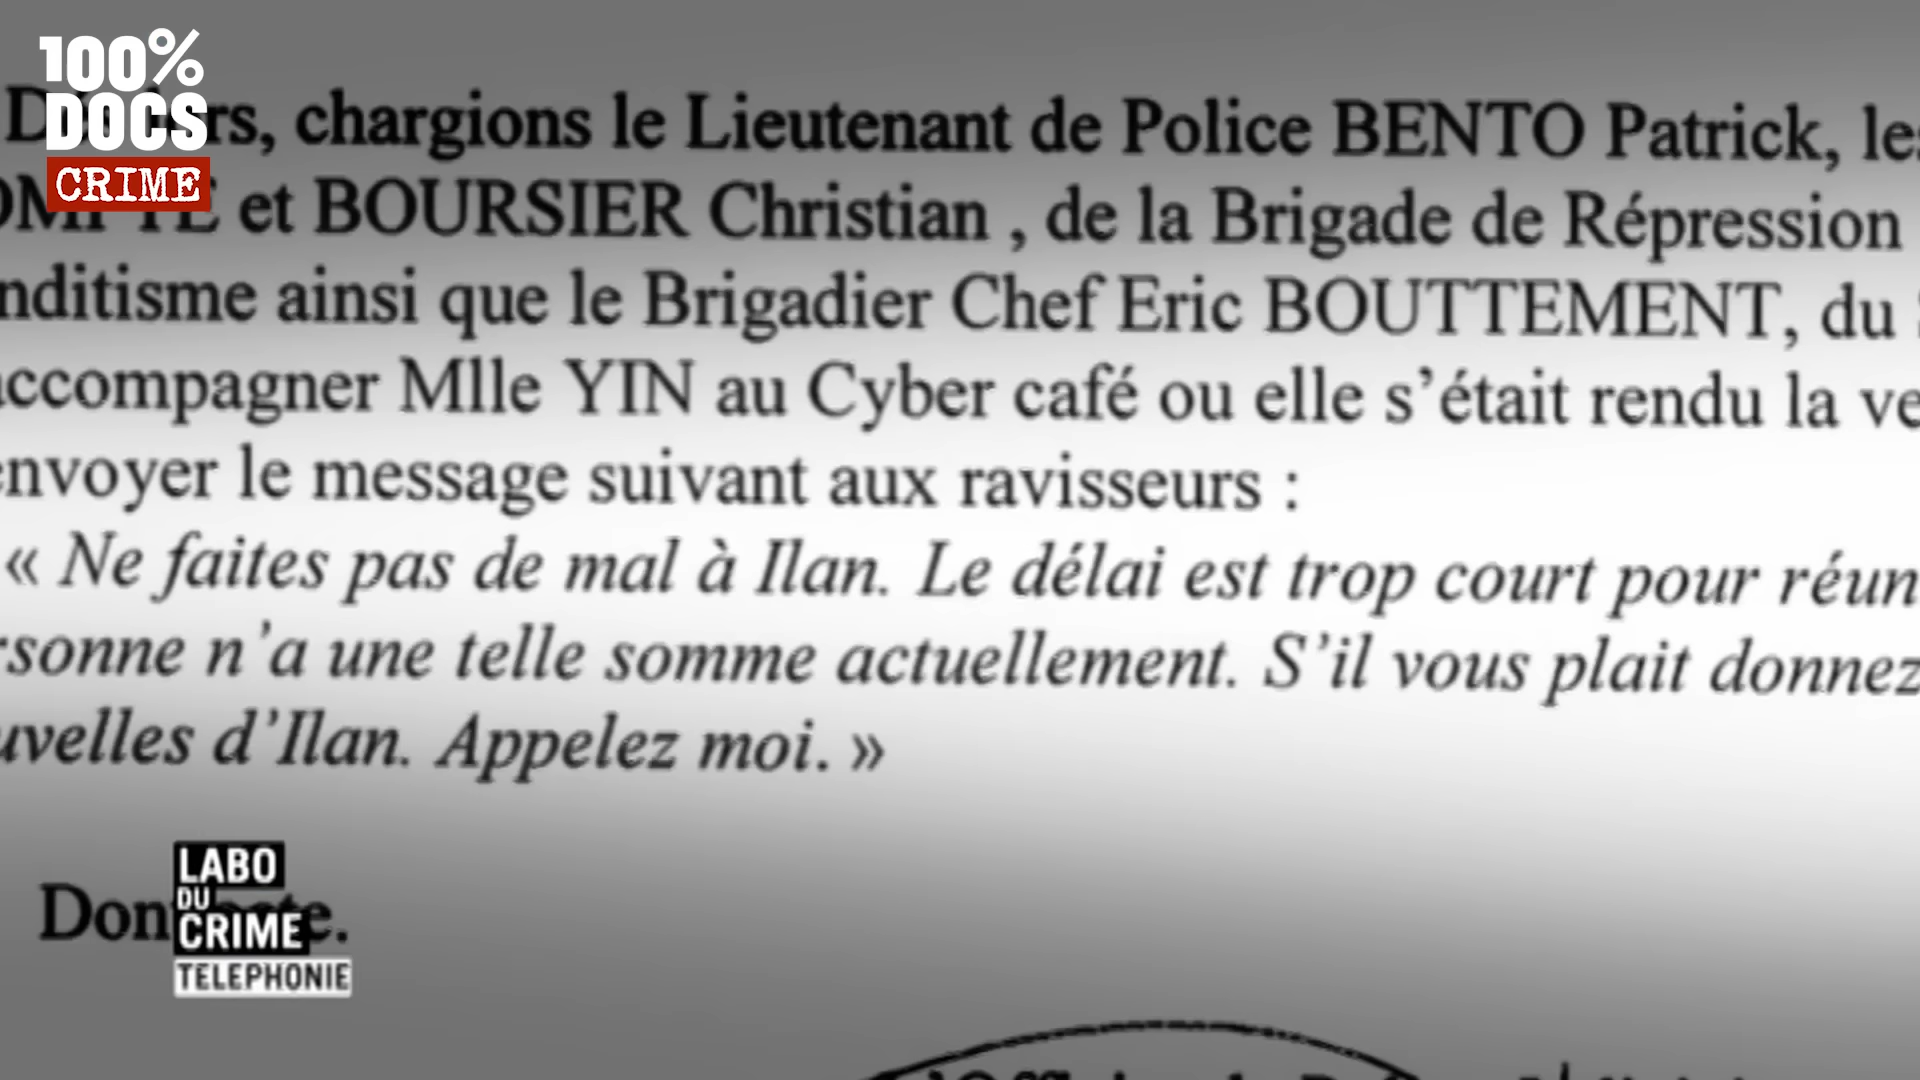 100%
DOCS
CRIME
rs, chargions le Lieutenant de Police BENTO Patrick, les
et BOURSIER Christian , de la Brigade de Répression
nditisme ainsi que le Brigadier Chef Eric BOUTTEMENT, du
accompagner Mlle YIN au Cyber café ou elle s'était rendu la ve
envoyer le message suivant aux ravisseurs :
« Ne faites pas de mal à Ilan. Le délai est trop court pour réun
rsonne n'a une telle somme actuellement. S'il vous plait donnez
uvelles d'Ilan. Appelez moi. »
LABO
DU
CRIME
TELEPHONIE